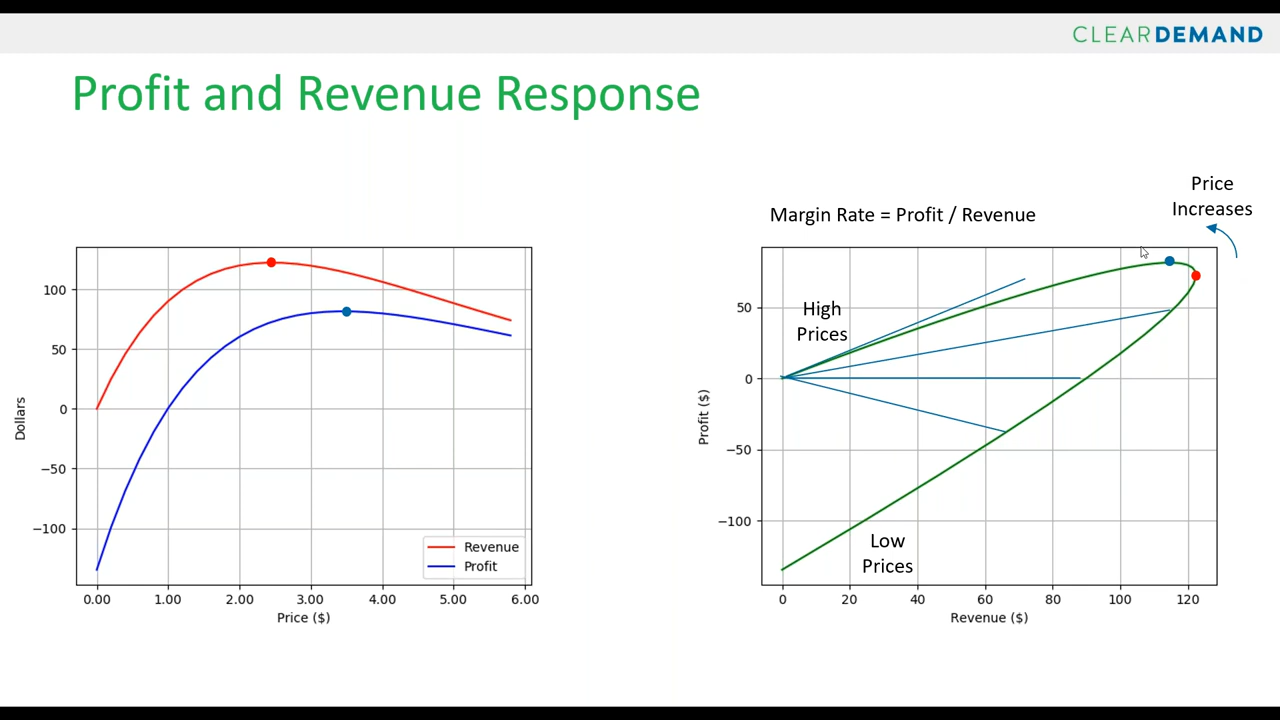 CLEARDEMAND
Profit and Revenue Response
100
50
0
−50
−100
Dollars
0.00 1.00 2.00 3.00 4.00 5.00 6.00
Price ($)
Revenue
Profit
Margin Rate = Profit / Revenue
Price
Increases
High
Prices
Low
Prices
50
0
−50
−100
Profit ($)
0 20 40 60 80 100 120
Revenue ($)